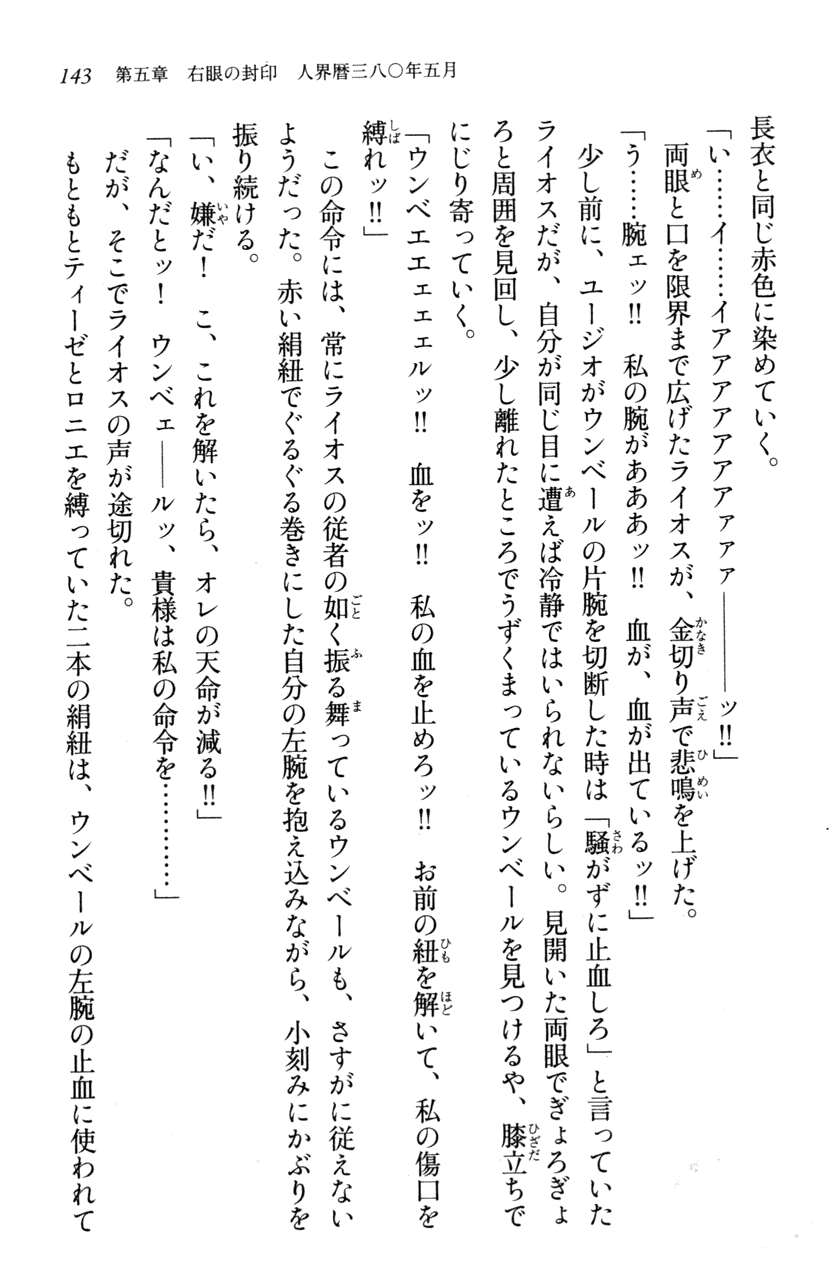 143 第五章 右眼の封印 人界暦三八〇年五月
長衣と同じ赤色に染めていく。
「い……イ……イアアアアアアァァァ――――ッ!!」
両眼と口を限界まで広げたライオスが、金切り声で悲鳴を上げた。
「う……腕ェッ!! 私の腕がああッ!! 血が、血が出ているッ!!」
少し前に、ユージオがウンベールの片腕を切断した時は「騒がずに止血しろ」と言っていた
ライオスだが、自分が同じ目に遭えば冷静ではいられないらしい。見開いた両眼でぎょろぎょ
ろと周囲を見回し、少し離れたところでうずくまっているウンベールを見つけるや、膝立ちで
にじり寄っていく。
「ウンベエエェェェルッ!! 血をッ!! 私の血を止めろッ!! お前の紐を解いて、私の傷口を
縛れッ!!」
この命令には、常にライオスの従者の如く振る舞っているウンベールも、さすがに従えない
ようだった。赤い絹紐でぐるぐる巻きにした自分の左腕を抱え込みながら、小刻みにかぶりを
振り続ける。
「い、嫌だ! こ、これを解いたら、オレの天命が減る!!」
「なんだとッ! ウンベェ――ルッ、貴様は私の命令を…………」
だが、そこでライオスの声が途切れた。
もともとティーゼとロニエを縛っていた二本の絹紐は、ウンベールの左腕の止血に使われて